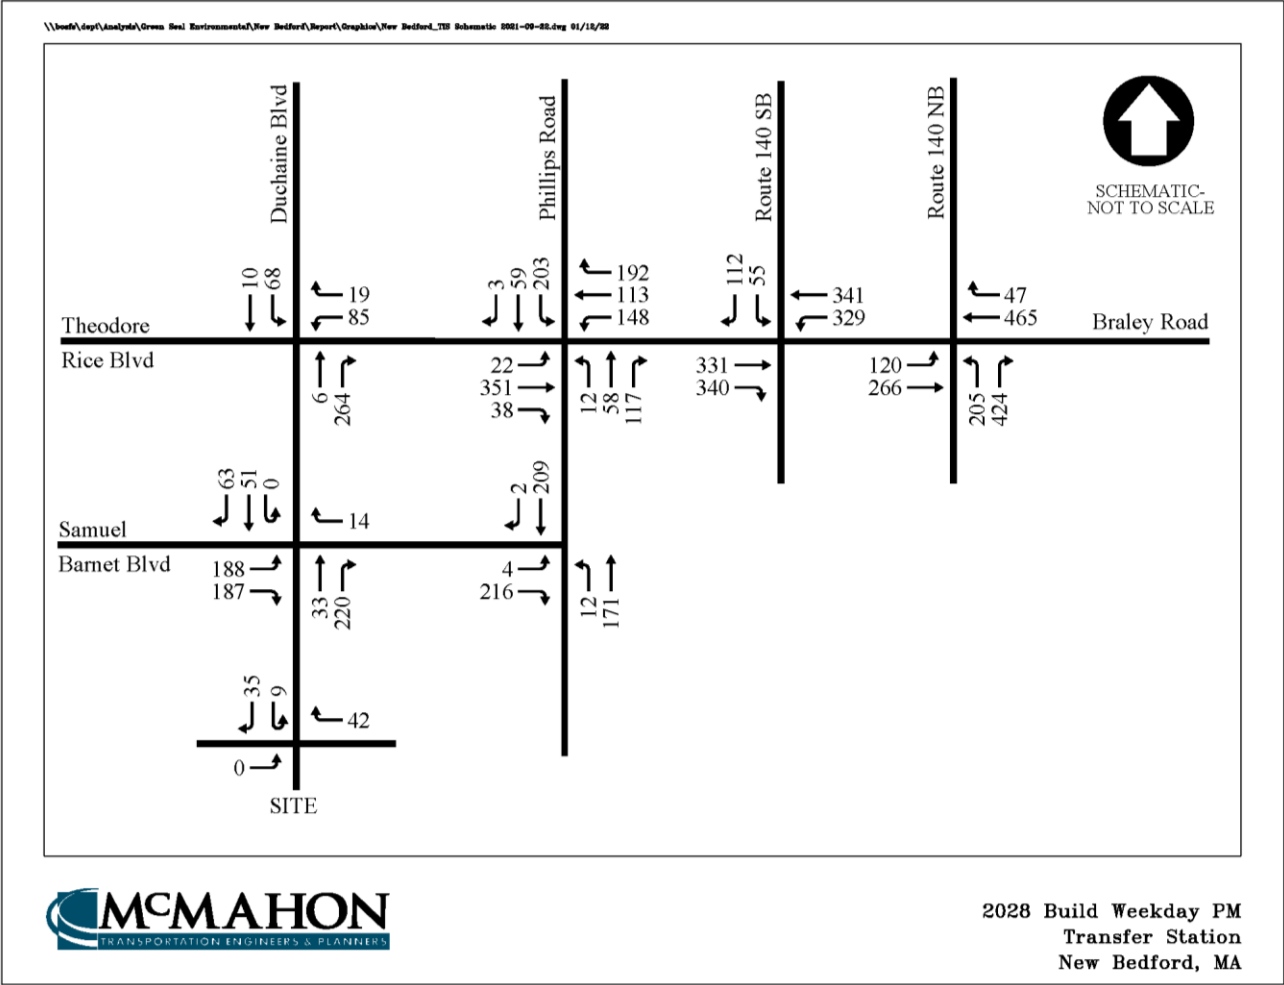 \\bosfs\dept\Analysis\Green Seal Environmental\New Bedford\Report\Graphics\New Bedford_TIS Schematic 2021-09-22.dwg 01/12/22
Duchaine Blvd
Phillips Road
Route 140 SB
Route 140 NB
SCHEMATIC-
NOT TO SCALE
10
68
19
85
3
59
203
192
113
148
112
55
341
329
47
465
Theodore
Rice Blvd
Braley Road
6
264
22
351
38
12
58
117
331
340
120
266
205
424
63
51
0
14
2
209
Samuel
Barnet Blvd
188
187
33
220
4
216
12
171
35
9
42
0
SITE
MCMAHON
TRANSPORTATION ENGINEERS & PLANNERS
2028 Build Weekday PM
Transfer Station
New Bedford, MA